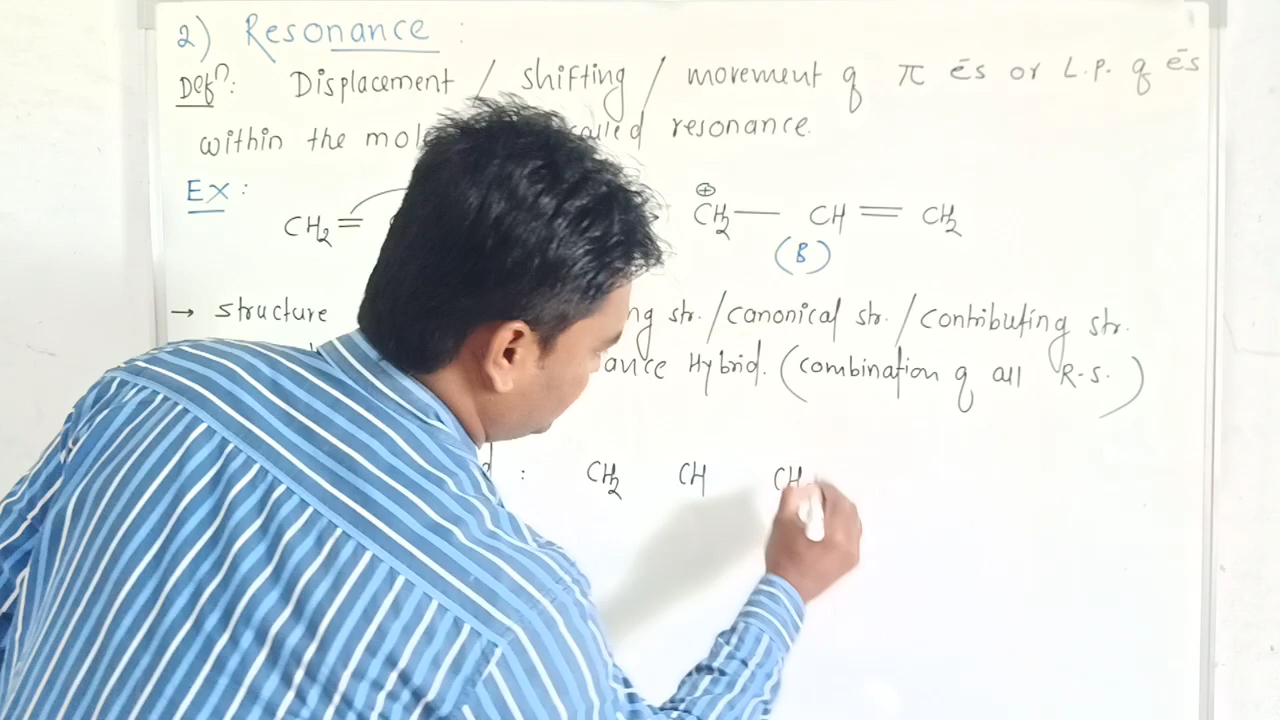 2) Resonance :
Defⁿ: Displacement / shifting / movement of π ēs or L.P. of ēs
within the called resonance.
Ex :
CH₂ =
⊕
CH₂ — CH = CH₂
(B)
→ structure str. / canonical str. / contributing str.
Hybrid. (combination of all R.S.)
: CH₂ CH CH